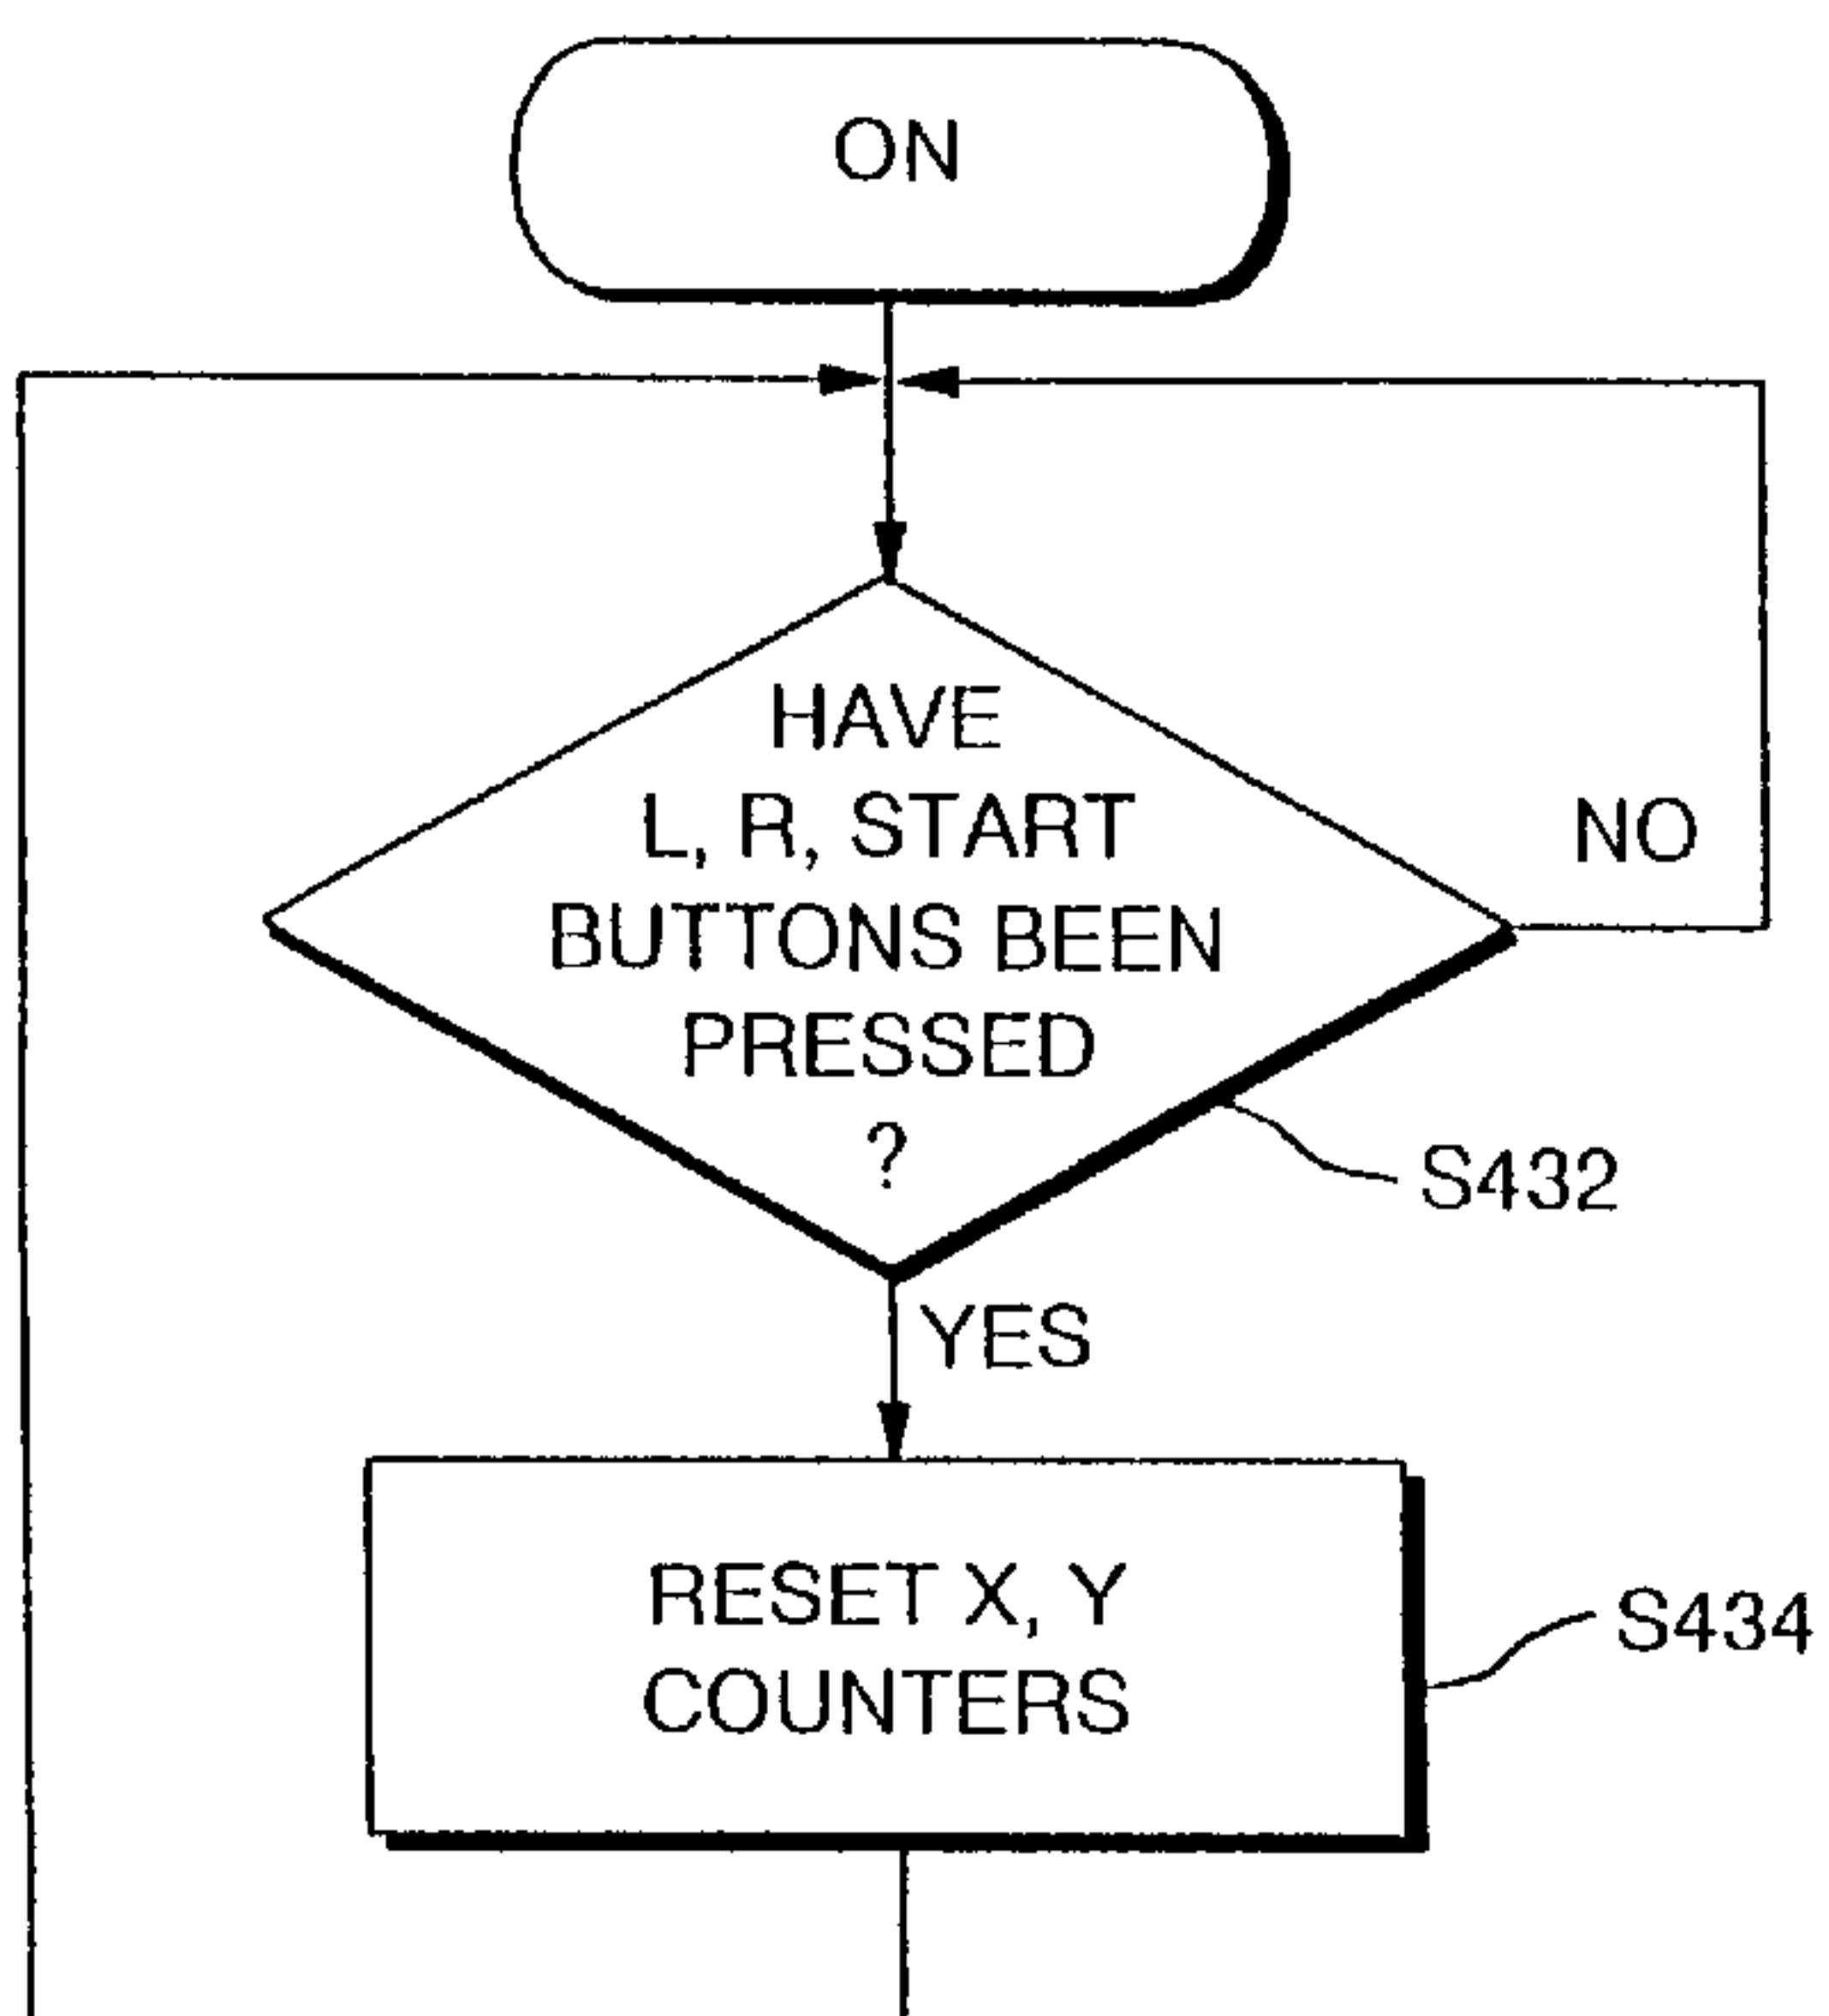 ON
HAVE
L, R, START
BUTTONS BEEN
PRESSED
?
NO
S432
YES
RESET X, Y
COUNTERS
S434